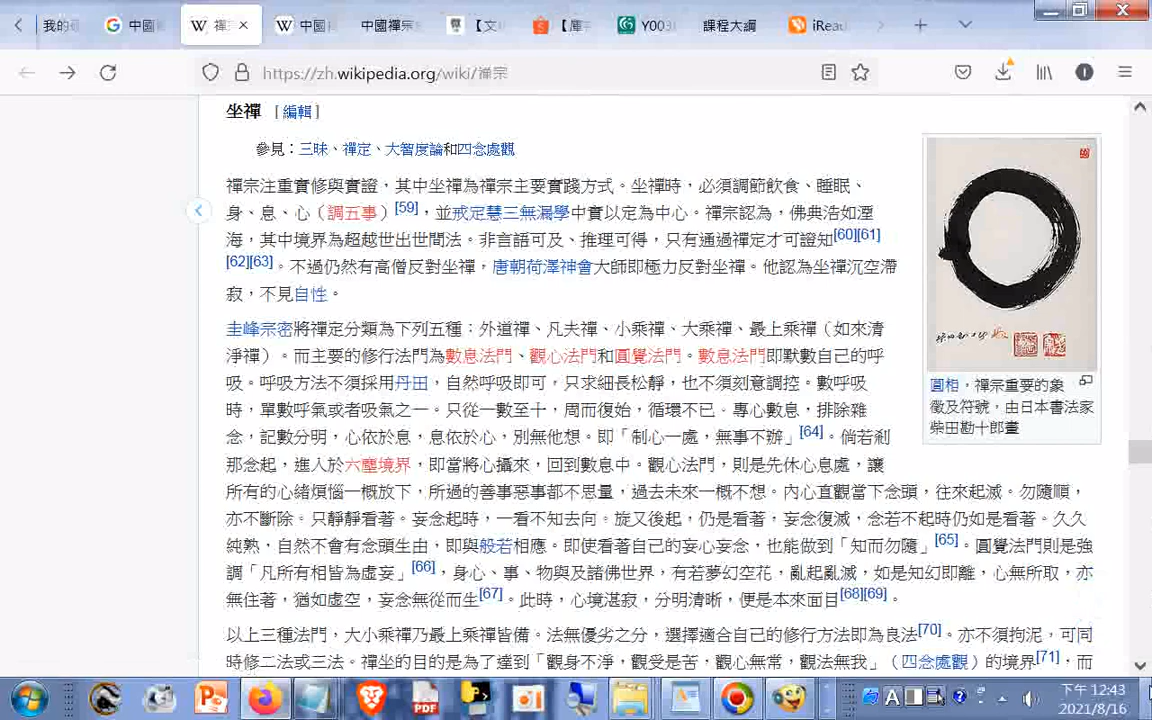 我的
中國
禪
中國
中國禪宗
【文
【庫
Y003
課程大綱
iRead
https://zh.wikipedia.org/wiki/禪宗
坐禪 [編輯]
參見：三昧、禪定、大智度論和四念處觀
禪宗注重實修與實證，其中坐禪為禪宗主要實踐方式。坐禪時，必須調節飲食、睡眠、
身、息、心（調五事）[59]，並戒定慧三無漏學中實以定為中心。禪宗認為，佛典浩如湮
海，其中境界為超越世出世間法。非言語可及、推理可得，只有通過禪定才可證知[60][61]
[62][63]。不過仍然有高僧反對坐禪，唐朝荷澤神會大師即極力反對坐禪。他認為坐禪沉空滯
寂，不見自性。
圭峰宗密將禪定分類為下列五種：外道禪、凡夫禪、小乘禪、大乘禪、最上乘禪（如來清
淨禪）。而主要的修行法門為數息法門、觀心法門和圓覺法門。數息法門即默數自己的呼
吸。呼吸方法不須採用丹田，自然呼吸即可，只求細長松靜，也不須刻意調控。數呼吸
時，單數呼氣或者吸氣之一。只從一數至十，周而復始，循環不已。專心數息，排除雜
念，記數分明，心依於息，息依於心，別無他想。即「制心一處，無事不辦」[64]。倘若剎
那念起，進入於六塵境界，即當將心攝來，回到數息中。觀心法門，則是先休心息處，讓
所有的心緒煩惱一概放下，所過的善事惡事都不思量，過去未來一概不想。內心直觀當下念頭，往來起滅。勿隨順，
亦不斷除。只靜靜看著。妄念起時，一看不知去向。旋又後起，仍是看著，妄念復滅，念若不起時仍如是看著。久久
純熟，自然不會有念頭生由，即與般若相應。即使看著自己的妄心妄念，也能做到「知而勿隨」[65]。圓覺法門則是強
調「凡所有相皆為虛妄」[66]，身心、事、物與及諸佛世界，有若夢幻空花，亂起亂滅，如是知幻即離，心無所取，亦
無住著，猶如虛空，妄念無從而生[67]。此時，心境湛寂，分明清晰，便是本來面目[68][69]。
以上三種法門，大小乘禪乃最上乘禪皆備。法無優劣之分，選擇適合自己的修行方法即為良法[70]。亦不須拘泥，可同
時修二法或三法。禪坐的目的是為了達到「觀身不淨，觀受是苦，觀心無常，觀法無我」（四念處觀）的境界[71]，而
圓相，禪宗重要的象
徵及符號，由日本書法家
柴田勘十郎畫
PDF
A
下午 12:43
2021/8/16